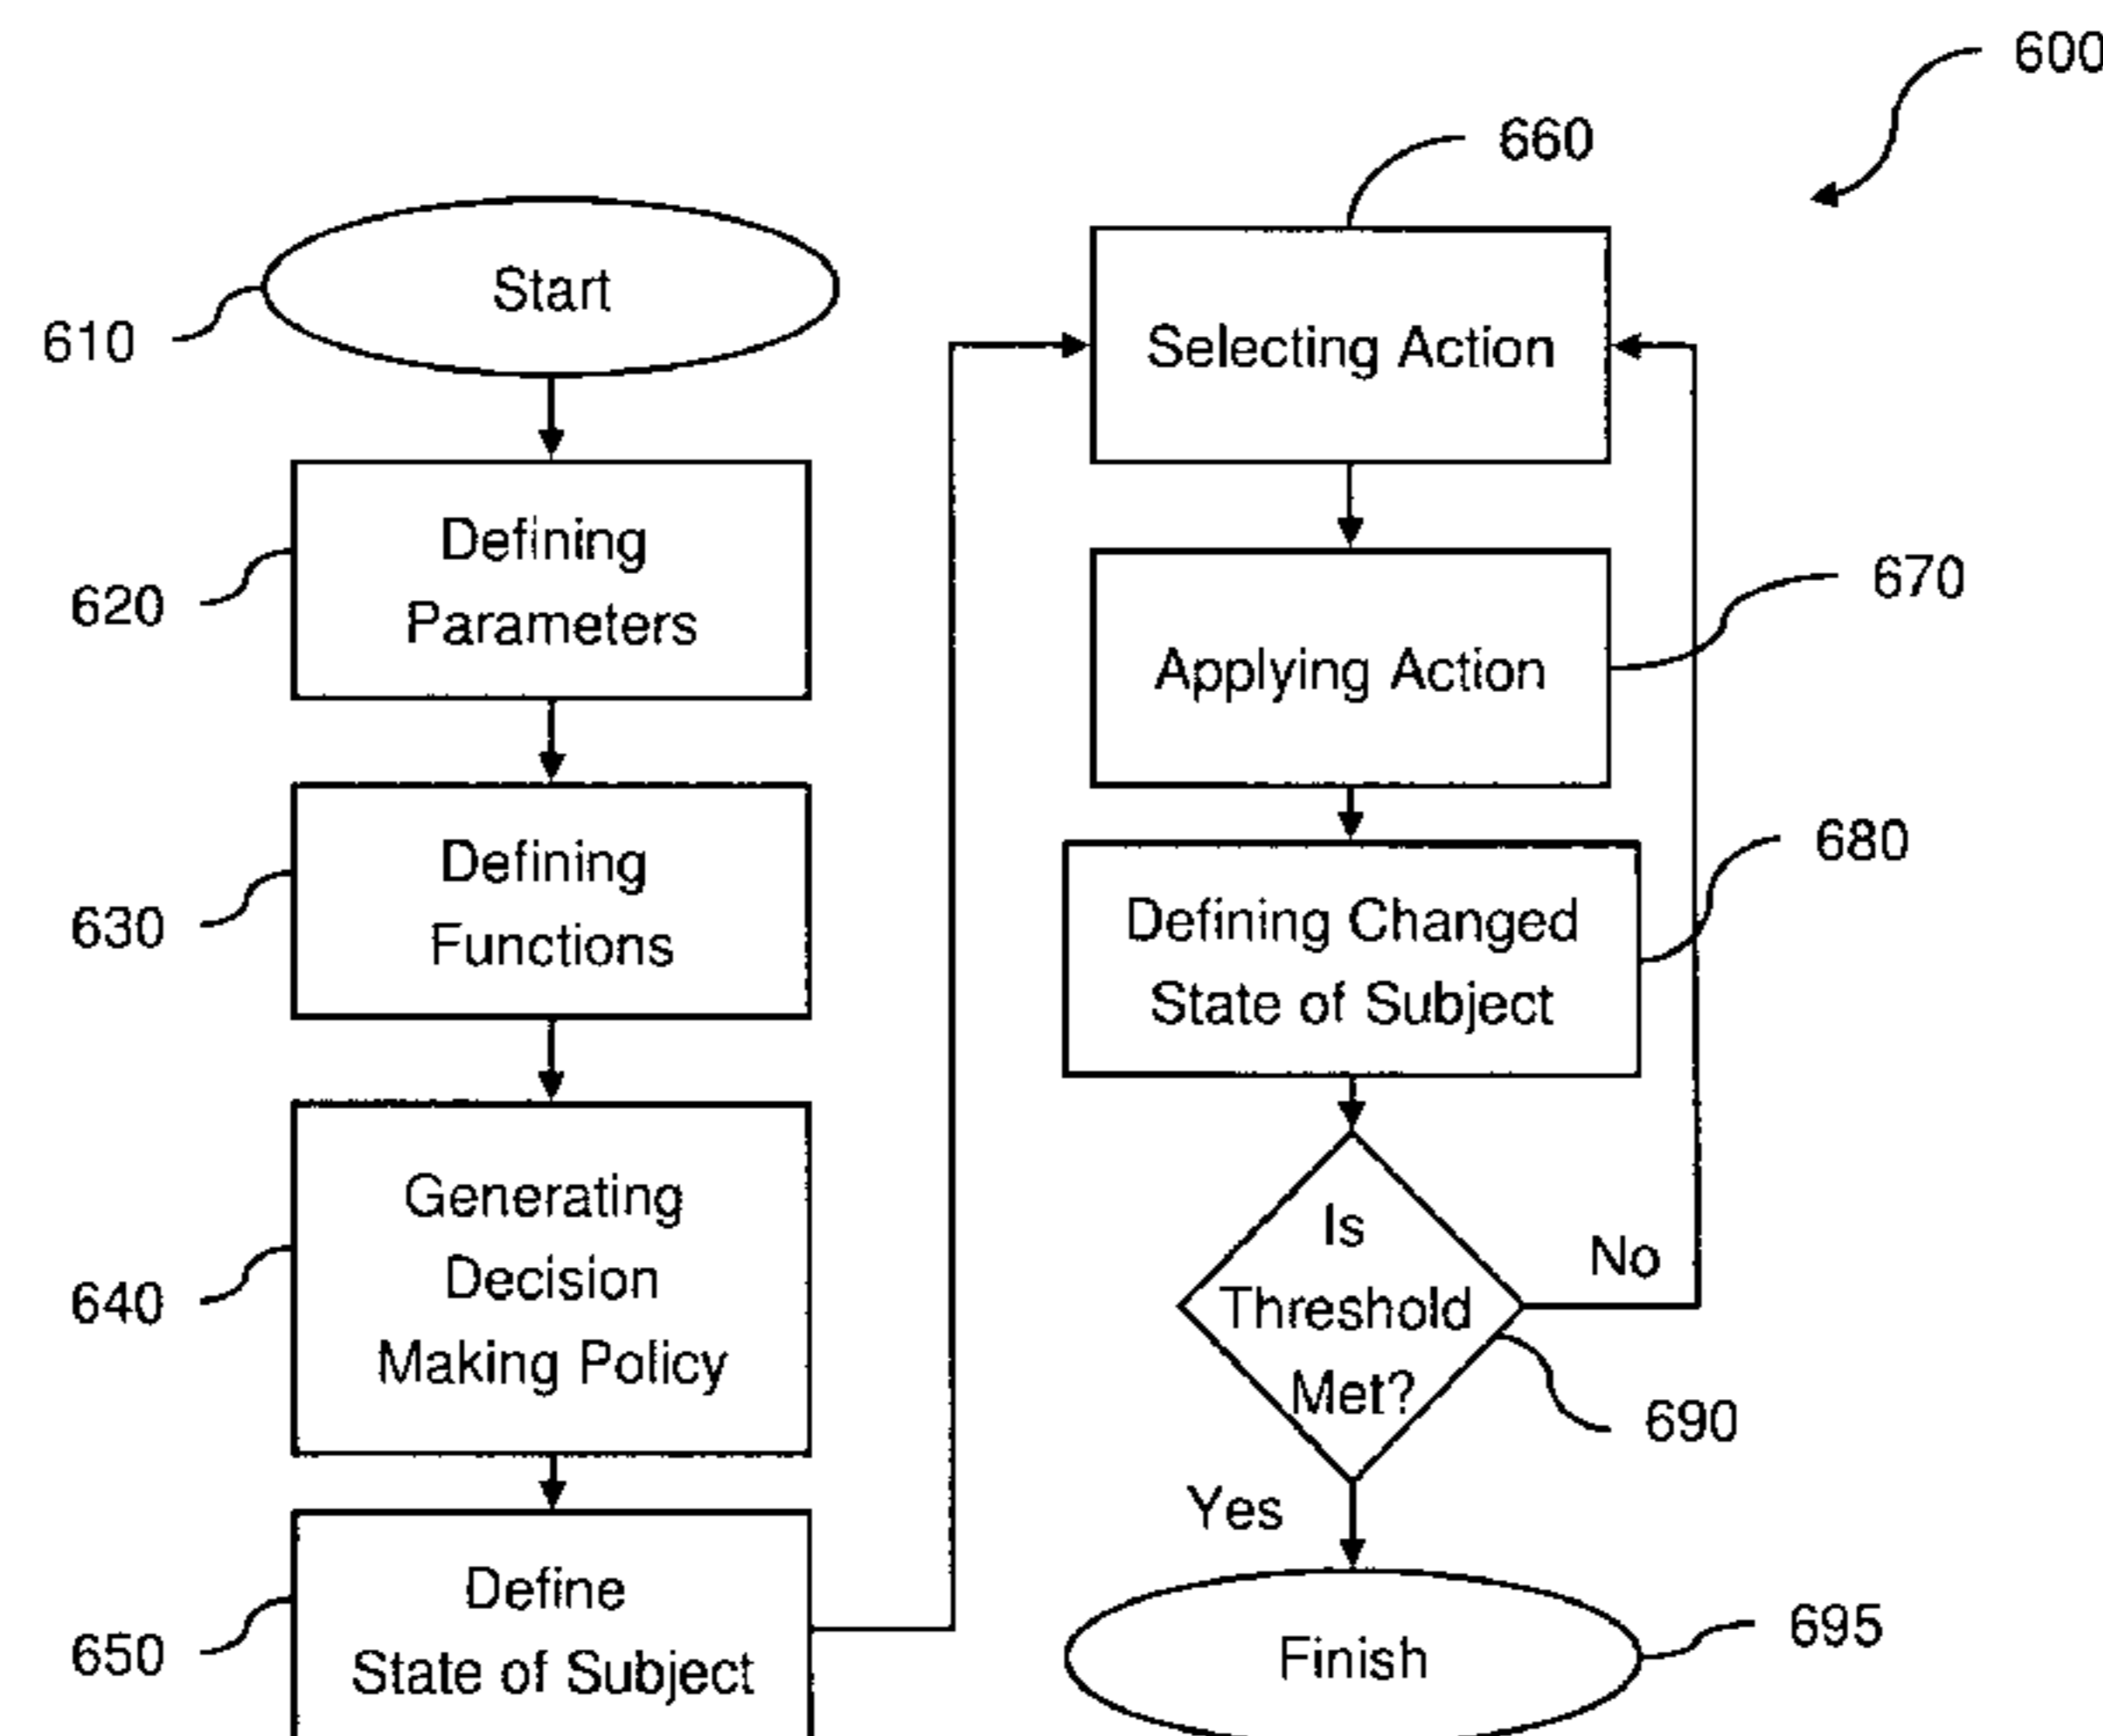 600
610
Start
620
Defining
Parameters
630
Defining
Functions
640
Generating
Decision
Making Policy
650
Define
State of Subject
660
Selecting Action
670
Applying Action
680
Defining Changed
State of Subject
690
Is
Threshold
Met?
No
Yes
695
Finish